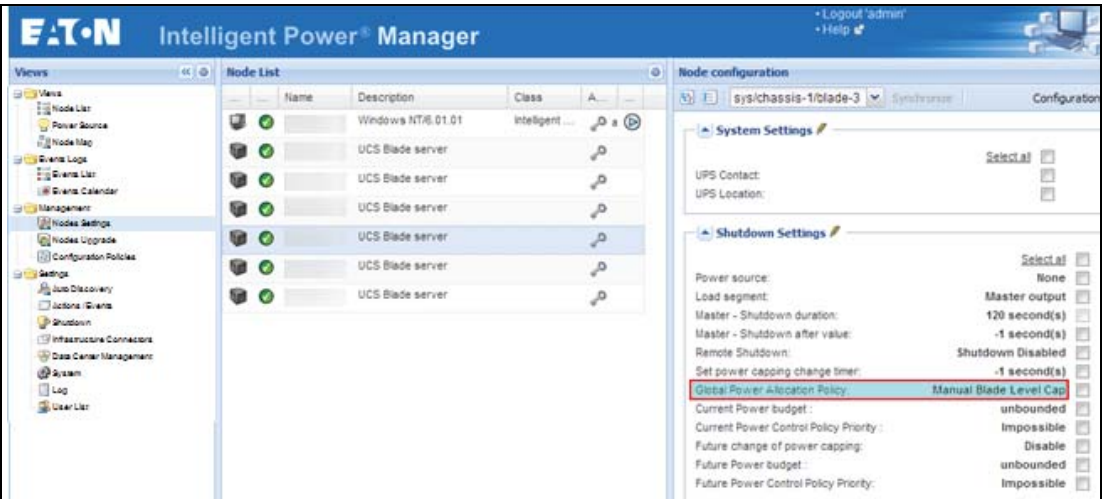 EATON Intelligent Power® Manager
• Logout 'admin'
• Help
Views
Views
Node List
Power Source
Node Map
Events Logs
Events List
Events Calendar
Management
Nodes Settings
Nodes Upgrade
Configuration Policies
Settings
Auto Discovery
Actions / Events
Shutdown
Infrastructure Connectors
Data Center Management
System
Log
User List
Node List
... ... Name Description Class A... ...
Windows NT/6.01.01 Intelligent ...
UCS Blade server
UCS Blade server
UCS Blade server
UCS Blade server
UCS Blade server
UCS Blade server
Node configuration
sys/chassis-1/blade-3 Synchronize Configuration
System Settings
Select all
UPS Contact:
UPS Location:
Shutdown Settings
Select all
Power source: None
Load segment: Master output
Master - Shutdown duration: 120 second(s)
Master - Shutdown after value: -1 second(s)
Remote Shutdown: Shutdown Disabled
Set power capping change timer: -1 second(s)
Global Power Allocation Policy: Manual Blade Level Cap
Current Power budget : unbounded
Current Power Control Policy Priority : Impossible
Future change of power capping: Disable
Future Power budget : unbounded
Future Power Control Policy Priority: Impossible